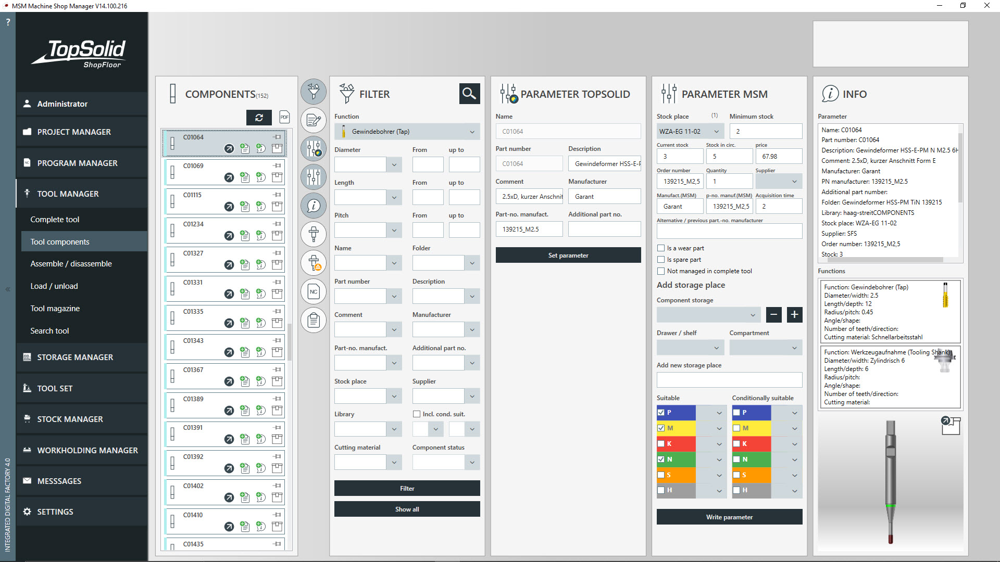 MSM Machine Shop Manager V14.100.216
?
TopSolid
ShopFloor
Administrator
PROJECT MANAGER
NC
PROGRAM MANAGER
TOOL MANAGER
Complete tool
Tool components
Assemble / disassemble
Load / unload
Tool magazine
Search tool
STORAGE MANAGER
TOOL SET
STOCK MANAGER
WORKHOLDING MANAGER
MESSSAGES
SETTINGS
INTEGRATED DIGITAL FACTORY 4.0
COMPONENTS(152)
PDF
C01064
C01069
C01115
C01234
C01327
C01331
C01335
C01343
C01367
C01389
C01391
C01392
C01402
C01410
C01435
NC
FILTER
Function
Gewindebohrer (Tap)
Diameter From up to
Length From up to
Pitch From up to
Name Folder
Part number Description
Comment Manufacturer
Part-no. manufact. Additional part no.
Stock place Supplier
Library Incl. cond. suit.
Cutting material Component status
Filter
Show all
PARAMETER TOPSOLID
Name
C01064
Part number Description
C01064 Gewindeformer HSS-E-P
Comment Manufacturer
2.5xD, kurzer Anschnit Garant
Part-no. manufact. Additional part no.
139215_M2.5
Set parameter
PARAMETER MSM
Stock place (1) Minimum stock
WZA-EG 11-02 2
Current stock Stock in circ. price
3 5 67.98
Order number Quantity Supplier
139215_M2,5 1
Manufact.(MSM) p-no. manuf.(MSM) Acquisition time
Garant 139215_M2,5 2
Alternative / previous part.-no. manufacturer
Is a wear part
Is spare part
Not managed in complete tool
Add storage place
Component storage
Drawer / shelf Compartment
Add new storage place
Suitable Conditionally suitable
P P
M M
K K
N N
S S
H H
Write parameter
INFO
Parameter
Name: C01064
Part number: C01064
Description: Gewindeformer HSS-E-PM N M2.5 6H
Comment: 2.5xD, kurzer Anschnitt Form E
Manufacturer: Garant
PN manufacturer: 139215_M2.5
Additional part number:
Folder: Gewindeformer HSS-PM TiN 139215
Library: haag-streitCOMPONENTS
Stock place: WZA-EG 11-02
Supplier: SFS
Order number: 139215_M2,5
Stock: 3
Functions
Function: Gewindebohrer (Tap)
Diameter/width: 2.5
Length/depth: 12
Radius/pitch: 0.45
Angle/shape:
Number of teeth/direction:
Cutting material: Schnellarbeitsstahl
Function: Werkzeugaufnahme (Tooling Shank)
Diameter/width: Zylindrisch 6
Length/depth: 6
Radius/pitch:
Angle/shape:
Number of teeth/direction:
Cutting material: